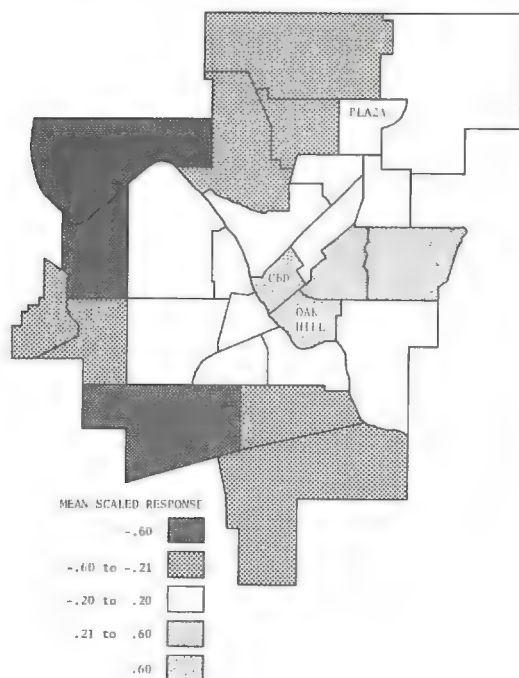 PLAZA
CBD
OAK
HILL
MEAN SCALED RESPONSE
-.60
-.60 to -.21
-.20 to .20
.21 to .60
.60